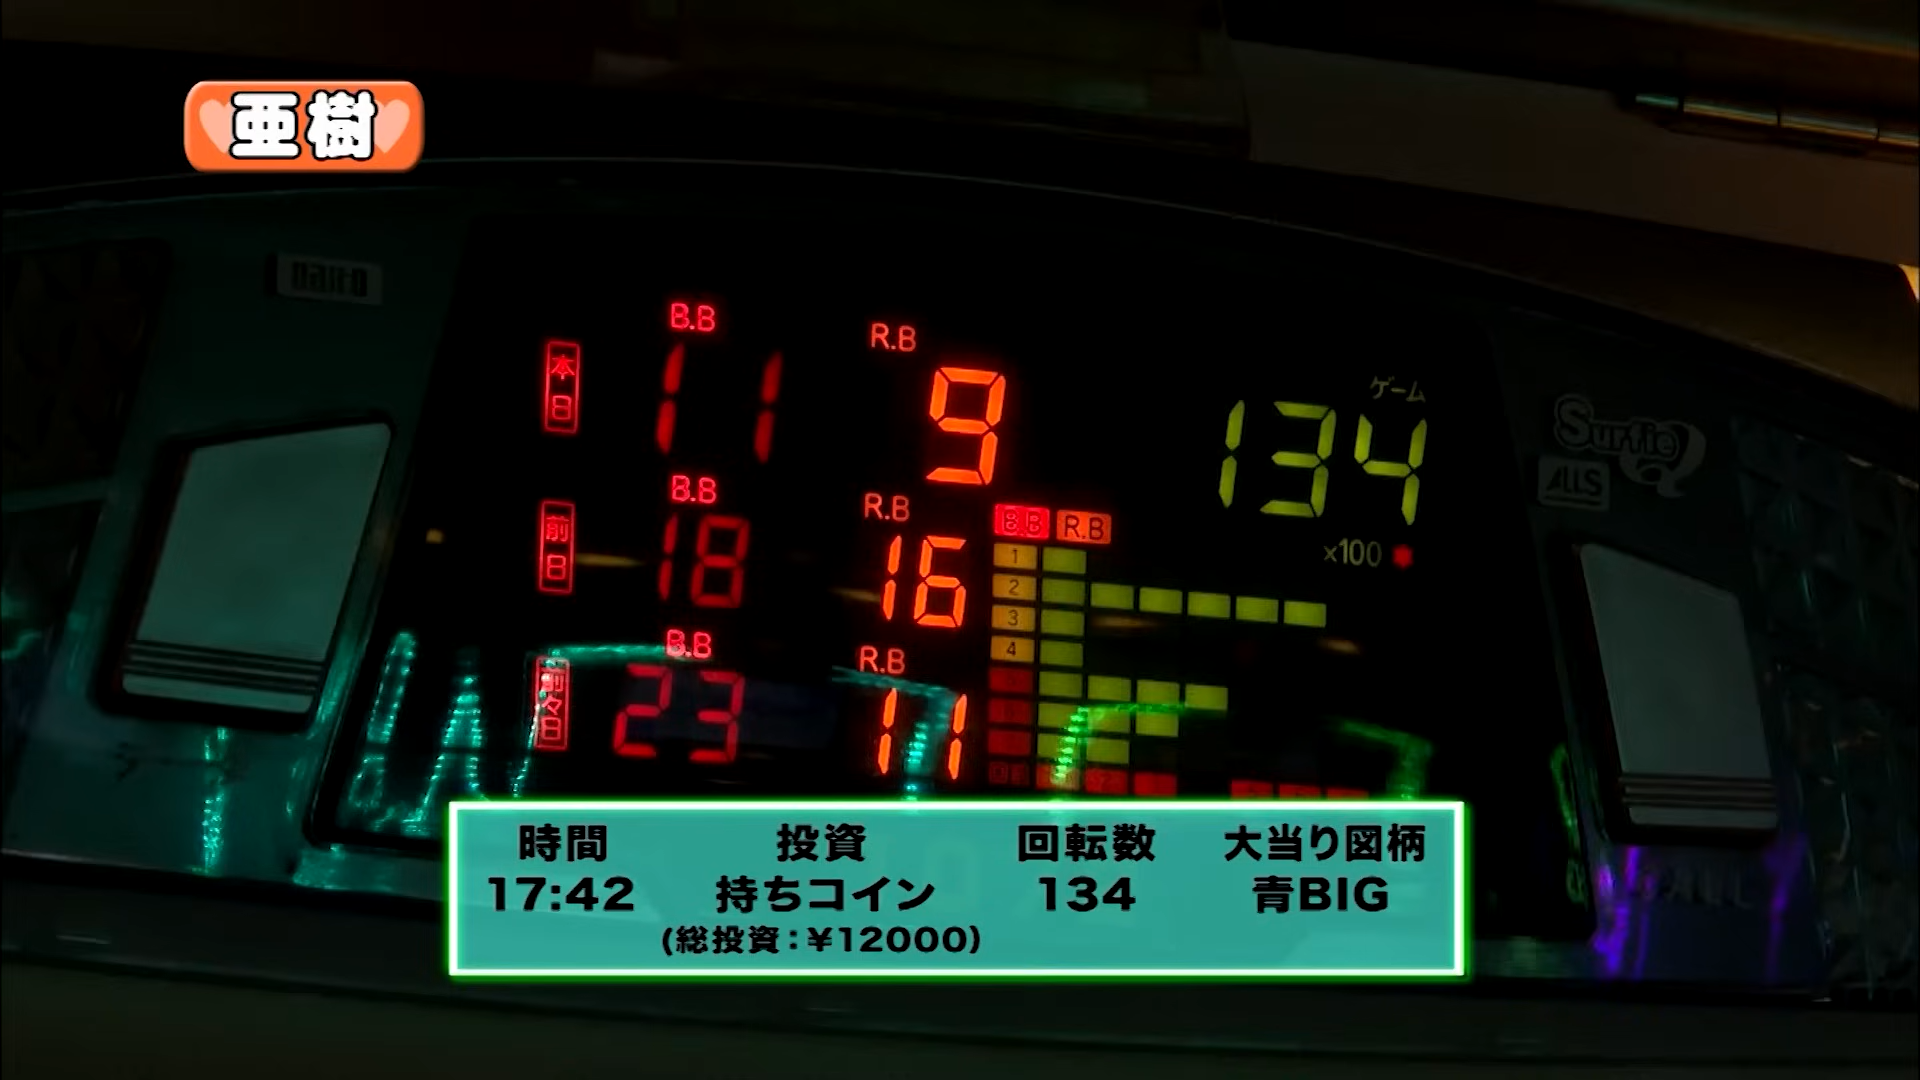 亜樹
DAITO
B.B
R.B
本日
11
9
ゲーム
134
Surfie Q
ALLS
B.B
R.B
前日
18
16
B.B R.B
×100
1
2
3
4
B.B
R.B
前々日
23
11
時間 投資 回転数 大当り図柄
17:42 持ちコイン 134 青BIG
(総投資:¥12000)